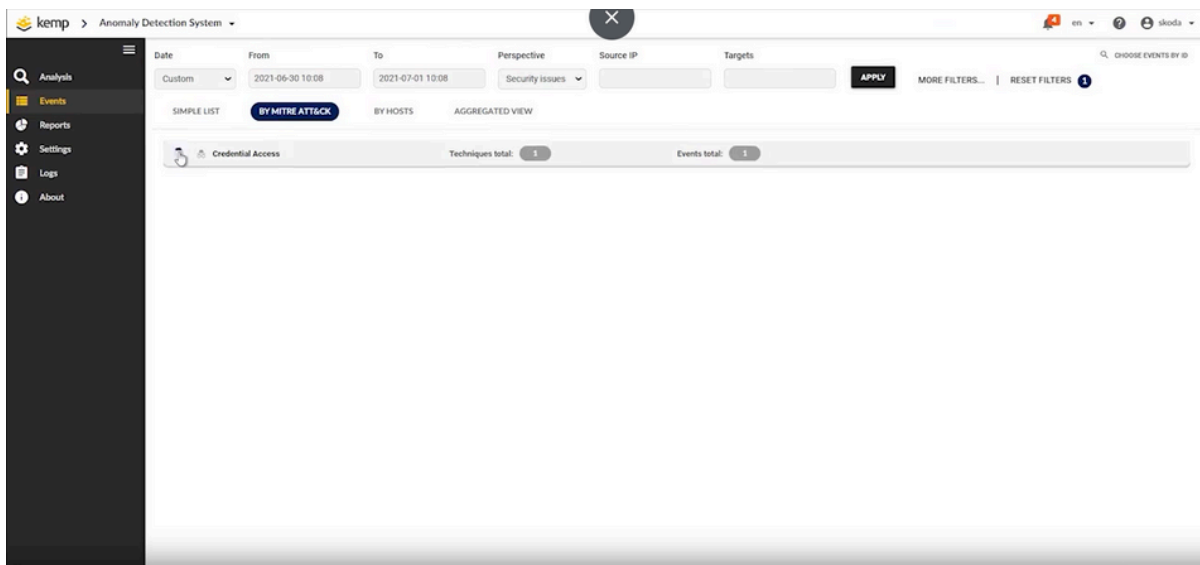 kemp > Anomaly Detection System
4 en ? skoda
Analysis
Events
Reports
Settings
Logs
About
Date From To Perspective Source IP Targets
Custom 2021-06-30 10:08 2021-07-01 10:08 Security issues APPLY MORE FILTERS... | RESET FILTERS 1
CHOOSE EVENTS BY ID
SIMPLE LIST BY MITRE ATT&CK BY HOSTS AGGREGATED VIEW
Credential Access Techniques total: 1 Events total: 1